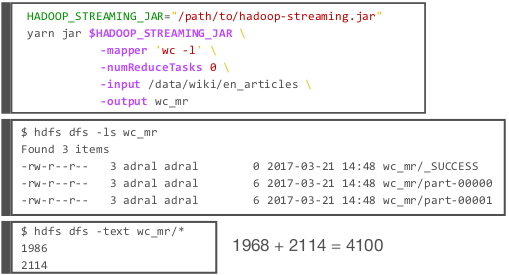 HADOOP_STREAMING_JAR="/path/to/hadoop-streaming.jar"
yarn jar $HADOOP_STREAMING_JAR \
-mapper 'wc -l' \
-numReduceTasks 0 \
-input /data/wiki/en_articles \
-output wc_mr
$ hdfs dfs -ls wc_mr
Found 3 items
-rw-r--r-- 3 adral adral 0 2017-03-21 14:48 wc_mr/_SUCCESS
-rw-r--r-- 3 adral adral 6 2017-03-21 14:48 wc_mr/part-00000
-rw-r--r-- 3 adral adral 6 2017-03-21 14:48 wc_mr/part-00001
$ hdfs dfs -text wc_mr/*
1986
2114
1968 + 2114 = 4100